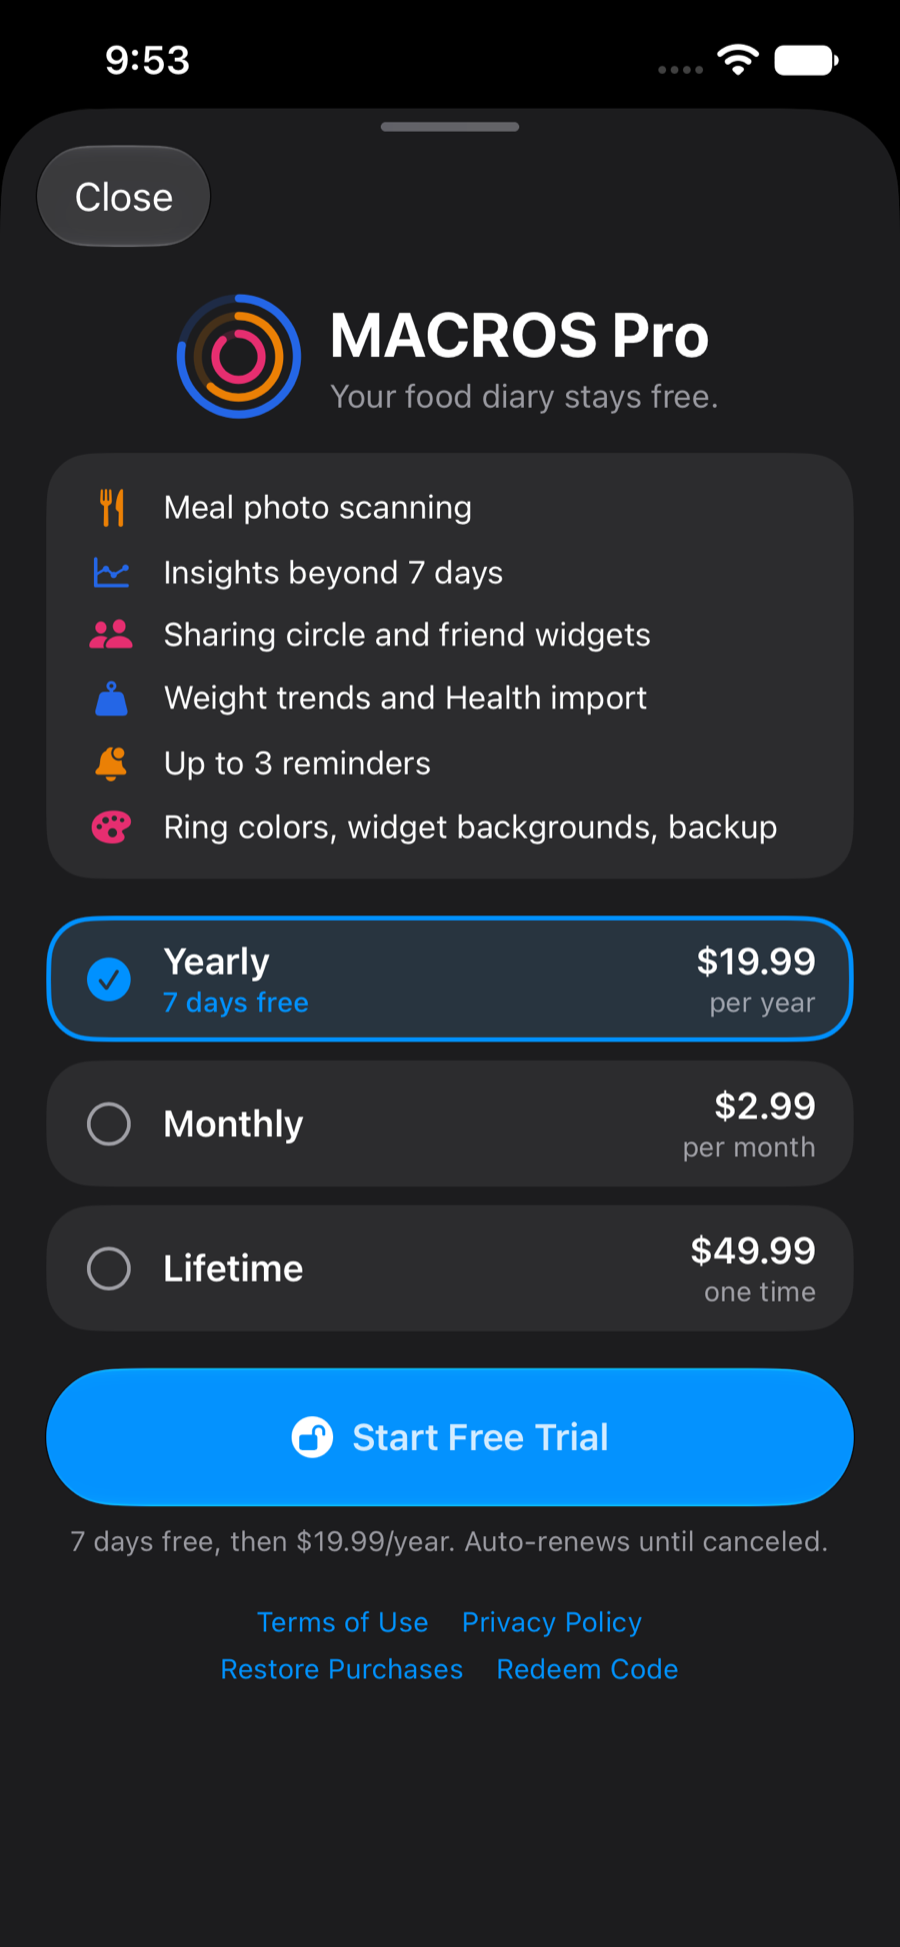 9:53
Close
MACROS Pro
Your food diary stays free.
Meal photo scanning
Insights beyond 7 days
Sharing circle and friend widgets
Weight trends and Health import
Up to 3 reminders
Ring colors, widget backgrounds, backup
Yearly
$19.99
7 days free
per year
Monthly
$2.99
per month
Lifetime
$49.99
one time
Start Free Trial
7 days free, then $19.99/year. Auto-renews until canceled.
Terms of Use Privacy Policy
Restore Purchases Redeem Code